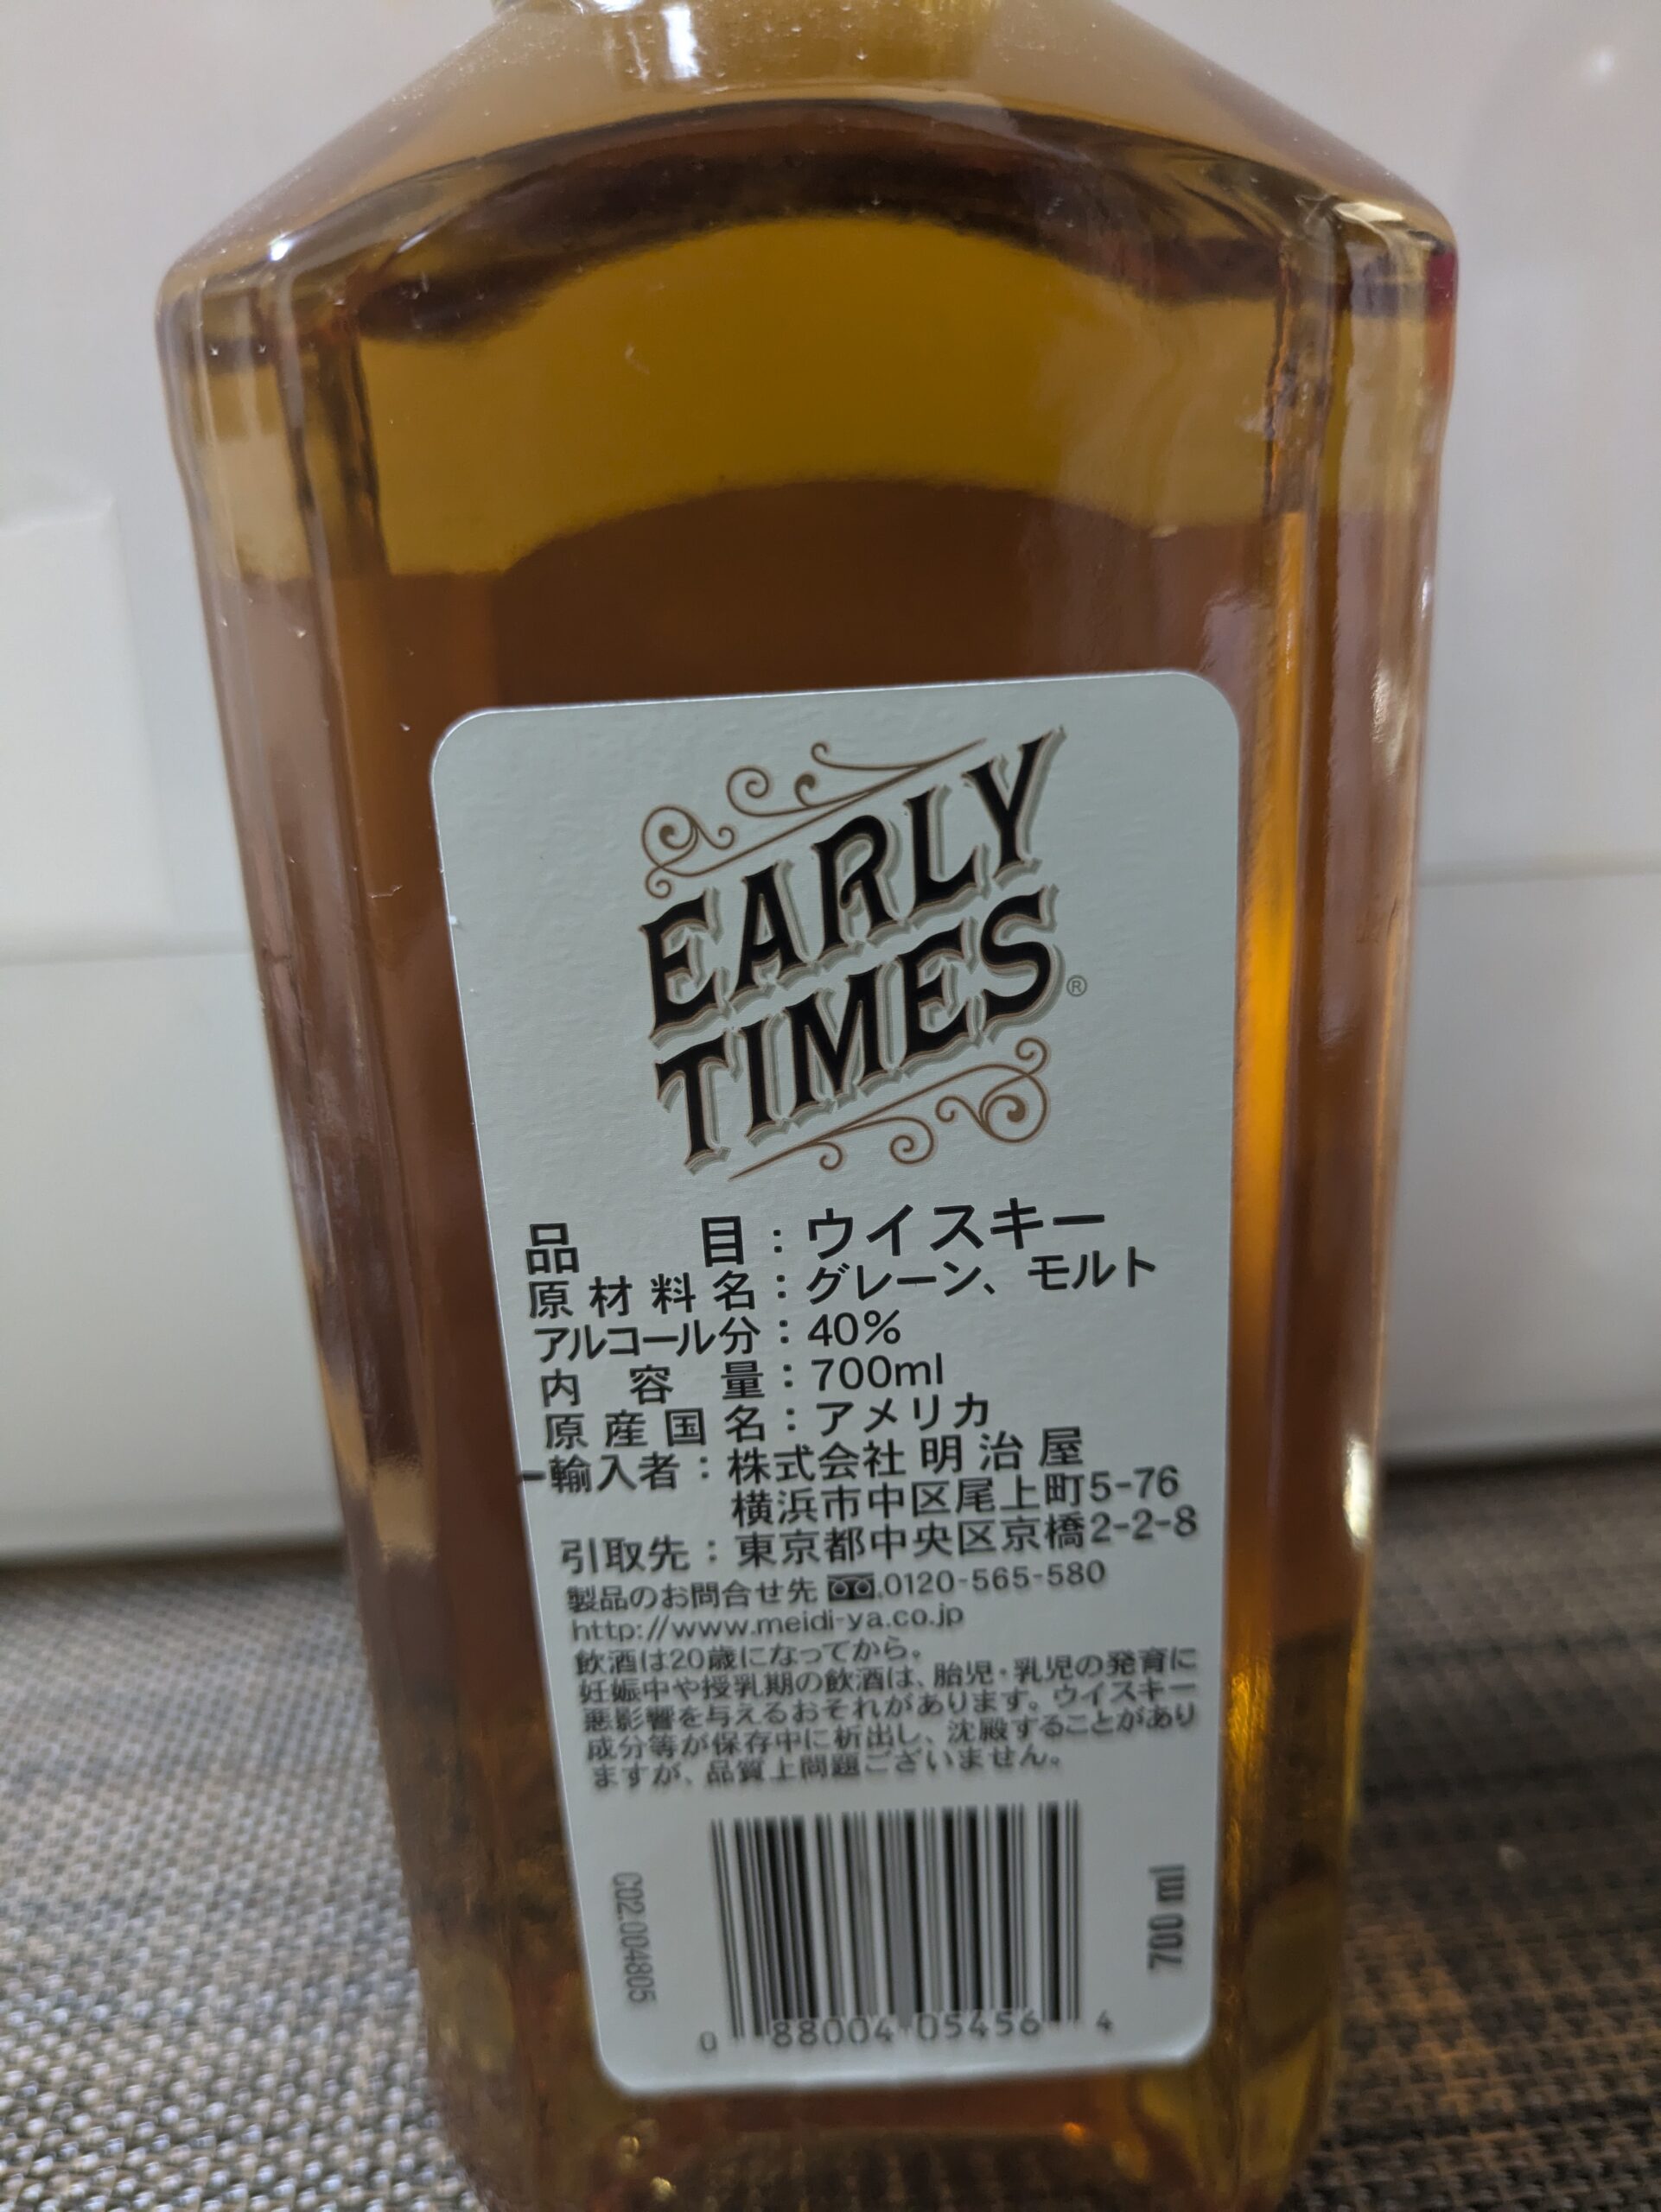 EARLY
TIMES®
品目：ウイスキー
原材料名：グレーン、モルト
アルコール分：40%
内容量：700ml
原産国名：アメリカ
輸入者：株式会社 明治屋
横浜市中区尾上町5-76
引取先：東京都中央区京橋2-2-8
製品のお問合せ先 0120-565-580
http://www.meidi-ya.co.jp
飲酒は20歳になってから。
妊娠中や授乳期の飲酒は、胎児・乳児の発育に
悪影響を与えるおそれがあります。ウイスキー
成分等が保存中に析出し、沈殿することがあり
ますが、品質上問題ございません。
C02.004805
700 ml
0 88004 05456 4